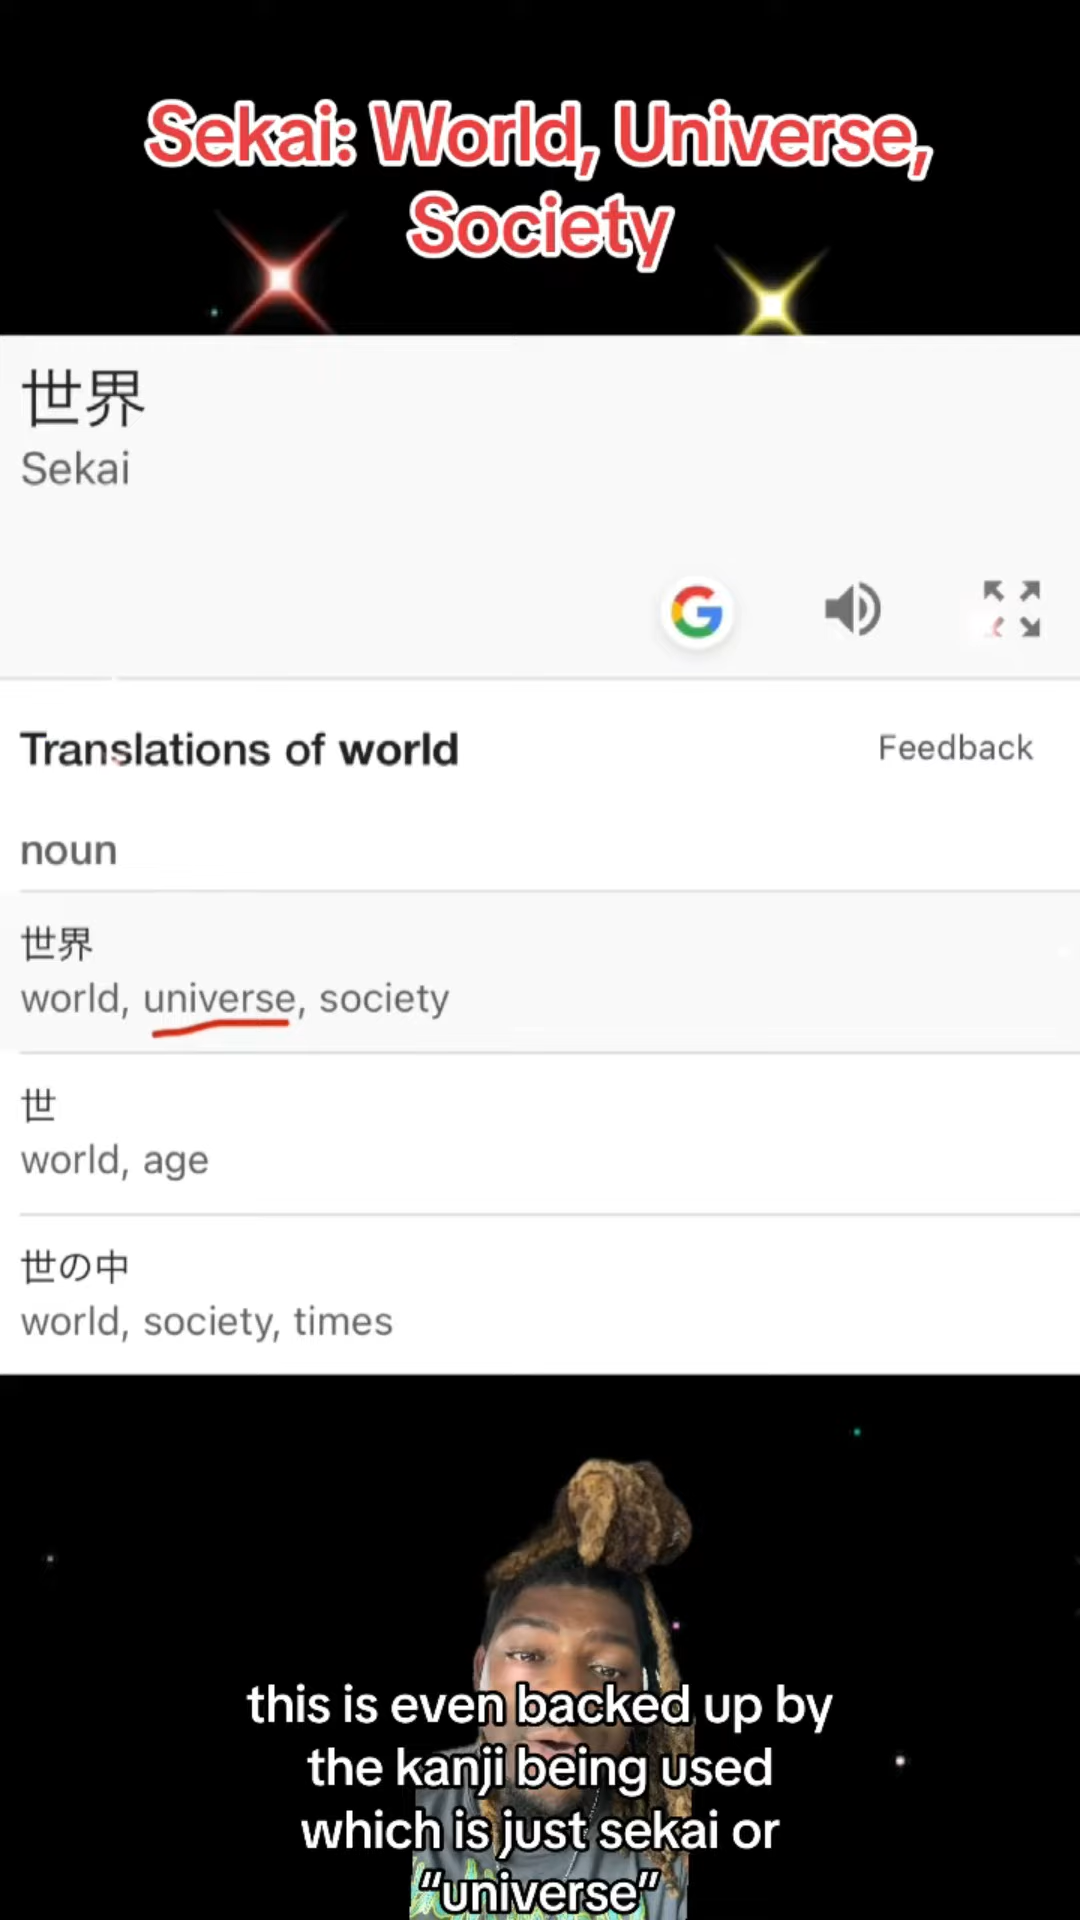 Sekai: World, Universe,
Society
世界
Sekai
G
Translations of world
Feedback
noun
世界
world, universe, society
世
world, age
世の中
world, society, times
this is even backed up by
the kanji being used
which is just sekai or
“universe”